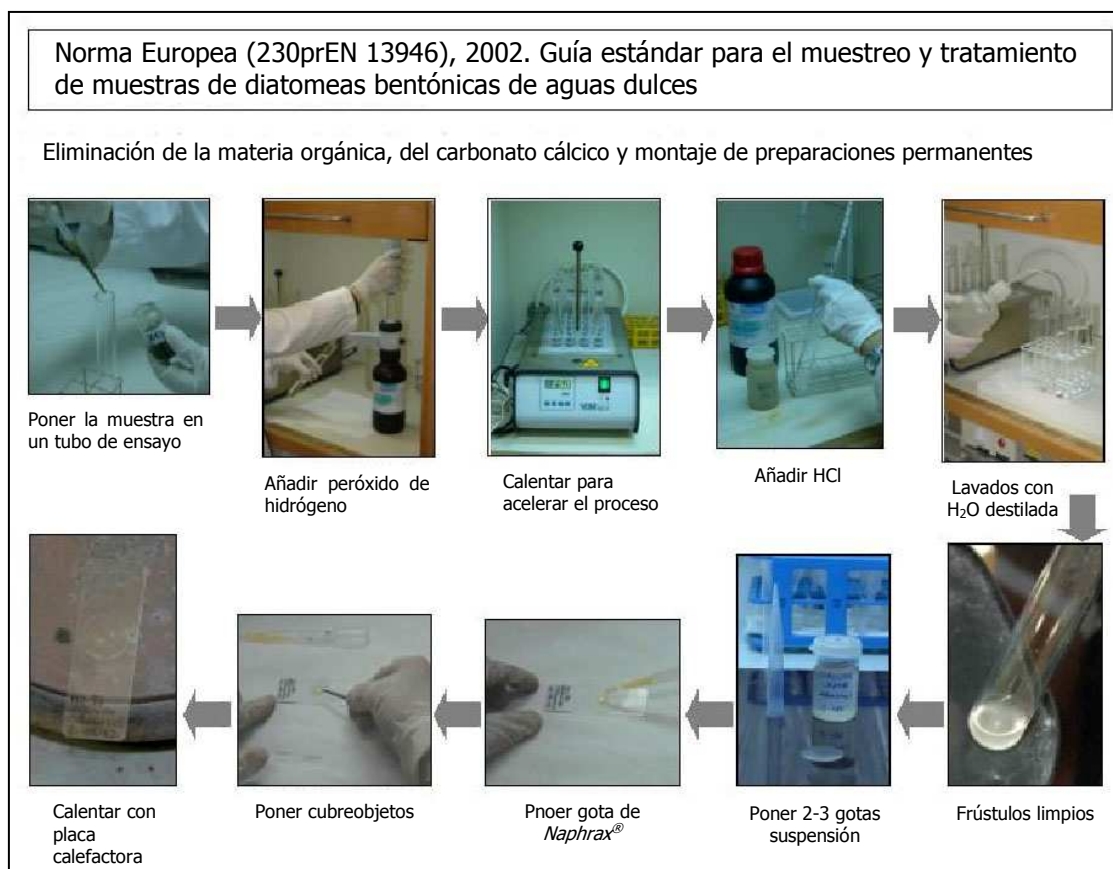 Norma Europea (230prEN 13946), 2002. Guía estándar para el muestreo y tratamiento
de muestras de diatomeas bentónicas de aguas dulces
Eliminación de la materia orgánica, del carbonato cálcico y montaje de preparaciones permanentes
Poner la muestra en
un tubo de ensayo
Añadir peróxido de
hidrógeno
Calentar para
acelerar el proceso
Añadir HCl
Lavados con
H₂O destilada
Frústulos limpios
Poner 2-3 gotas
suspensión
Pnoer gota de
Naphrax®
Poner cubreobjetos
Calentar con
placa
calefactora